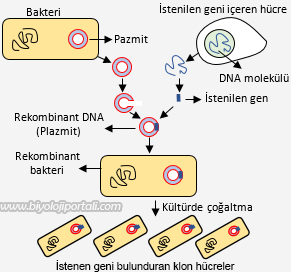 Bakteri
İstenilen geni içeren hücre
Pazmit
DNA molekülü
İstenilen gen
Rekombinant DNA
(Plazmit)
Rekombinant
bakteri
www.biyolojiportali.com
Kültürde çoğaltma
İstenen geni bulunduran klon hücreler